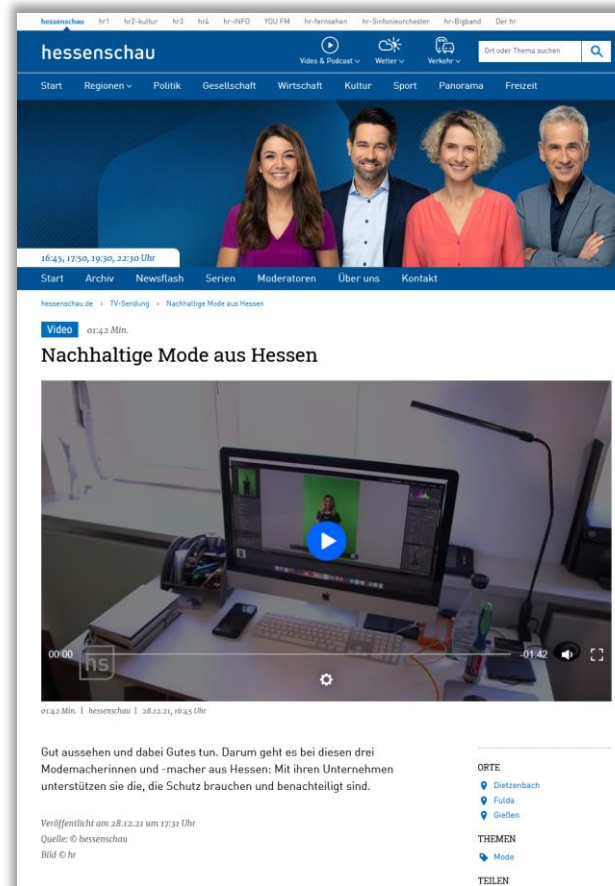 hessenschau hr1 hr2-kultur hr3 hr4 hr-iNFO YOU FM hr-fernsehen hr-Sinfonieorchester hr-Bigband Der hr
hessenschau
Video & Podcast Wetter Verkehr
Ort oder Thema suchen
Start Regionen Politik Gesellschaft Wirtschaft Kultur Sport Panorama Freizeit
16:45, 17:50, 19:30, 22:30 Uhr
Start Archiv Newsflash Serien Moderatoren Über uns Kontakt
hessenschau.de › TV-Sendung › Nachhaltige Mode aus Hessen
Video 01:42 Min.
Nachhaltige Mode aus Hessen
00:00 -01:42
hs
01:42 Min. | hessenschau | 28.12.21, 16:45 Uhr
Gut aussehen und dabei Gutes tun. Darum geht es bei diesen drei
Modemacherinnen und -macher aus Hessen: Mit ihren Unternehmen
unterstützen sie die, die Schutz brauchen und benachteiligt sind.
Veröffentlicht am 28.12.21 um 17:31 Uhr
Quelle: © hessenschau
Bild © hr
ORTE
Dietzenbach
Fulda
Gießen
THEMEN
Mode
TEILEN